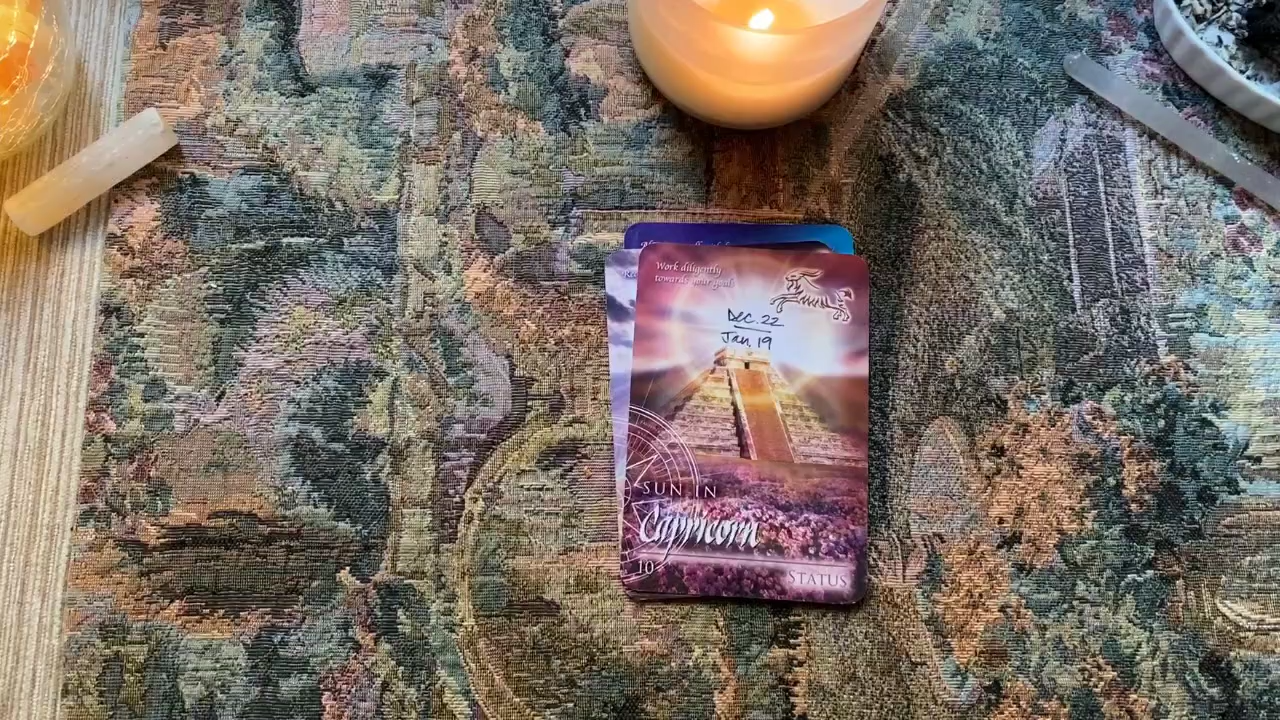 Work diligently
towards your goal
Dec. 22
Jan 19
SUN IN
Capricorn
10
STATUS